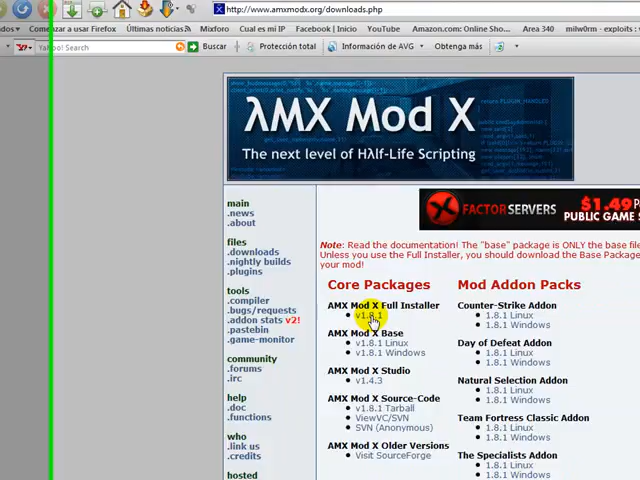 http://www.amxmodx.org/downloads.php
Comenzar a usar Firefox Últimas noticias Mixform Cual es mi IP Facebook | Inicio YouTube Amazon.com: Online Sho... Area 340 milw0rm - exploits :
Yahoo! Search Buscar Protección total Información de AVG Obtenga más
λMX Mod X
The next level of Hλlf-Life Scripting
FACTORSERVERS
$1.49
PUBLIC GAME
main
.news
.about
files
.downloads
.nightly builds
.plugins
tools
.compiler
.bugs/requests
.addon stats v2!
.pastebin
.game-monitor
community
.forums
.irc
help
.doc
.functions
who
.link us
.credits
hosted
Note: Read the documentation! The "base" package is ONLY the base file
Unless you use the Full Installer, you should download the Base Package
your mod!
Core Packages
AMX Mod X Full Installer
v1.8.1
AMX Mod X Base
v1.8.1 Linux
v1.8.1 Windows
AMX Mod X Studio
v1.4.3
AMX Mod X Source-Code
v1.8.1 Tarball
ViewVC/SVN
SVN (Anonymous)
AMX Mod X Older Versions
Visit SourceForge
Mod Addon Packs
Counter-Strike Addon
1.8.1 Linux
1.8.1 Windows
Day of Defeat Addon
1.8.1 Linux
1.8.1 Windows
Natural Selection Addon
1.8.1 Linux
1.8.1 Windows
Team Fortress Classic Addon
1.8.1 Linux
1.8.1 Windows
The Specialists Addon
1.8.1 Linux
1.8.1 Windows